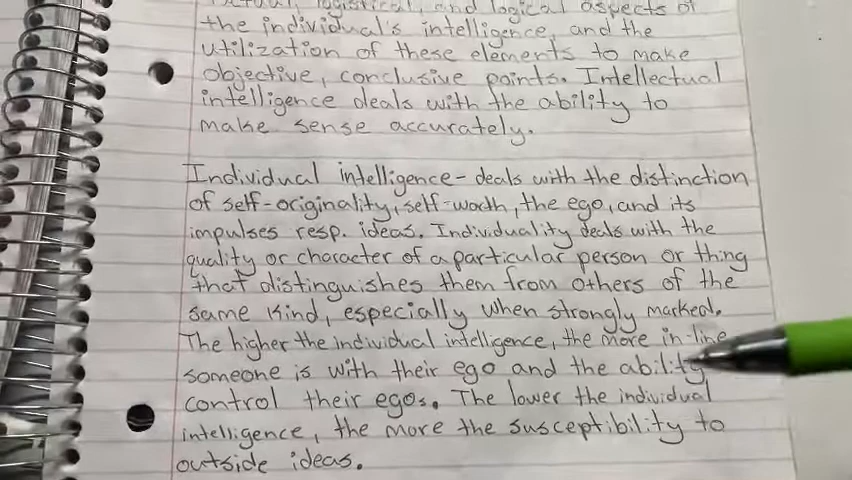 logistical, and logical aspects of
the individual's intelligence, and the
utilization of these elements to make
objective, conclusive points. Intellectual
intelligence deals with the ability to
make sense accurately.
Individual intelligence- deals with the distinction
of self-originality, self-worth, the ego, and its
impulses resp. ideas. Individuality deals with the
quality or character of a particular person or thing
that distinguishes them from others of the
same kind, especially when strongly marked.
The higher the individual intelligence, the more in-line
someone is with their ego and the ability
control their egos. The lower the individual
intelligence, the more the susceptibility to
outside ideas.